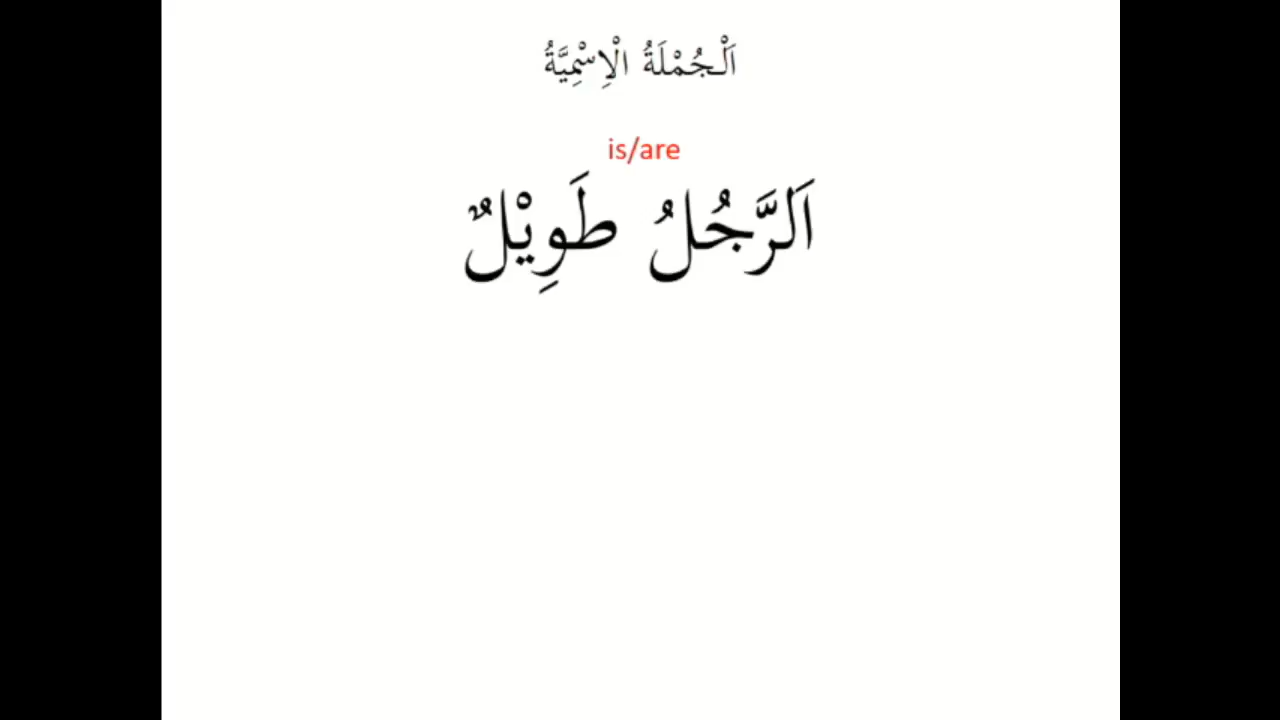 اَلْجُمْلَةُ الْاِسْمِيَّةُ
is/are
اَلرَّجُلُ طَوِيْلٌ